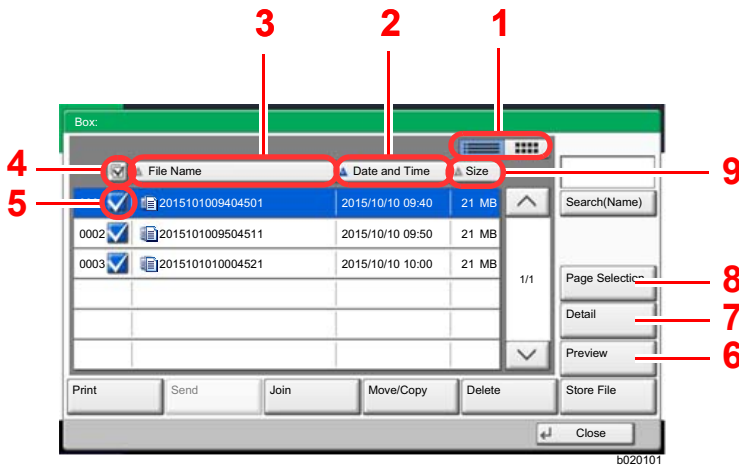 3 2 1
Box:
4 File Name Date and Time Size 9
5 2015101009404501 2015/10/10 09:40 21 MB Search(Name)
0002 2015101009504511 2015/10/10 09:50 21 MB
0003 2015101010004521 2015/10/10 10:00 21 MB
1/1 Page Selection 8
Detail 7
Preview 6
Print Send Join Move/Copy Delete Store File
Close
b020101